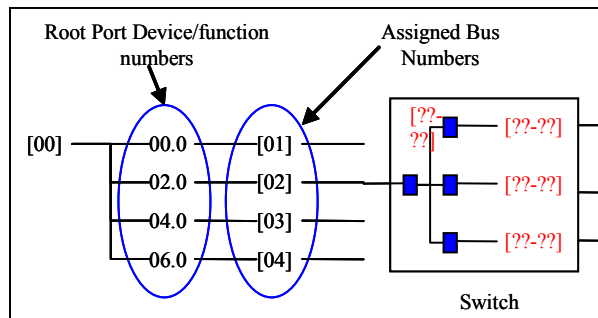 Root Port Device/function
numbers
Assigned Bus
Numbers
[00]
00.0 [01]
02.0 [02]
04.0 [03]
06.0 [04]
[??-
??]
[??-??]
[??-??]
[??-??]
Switch